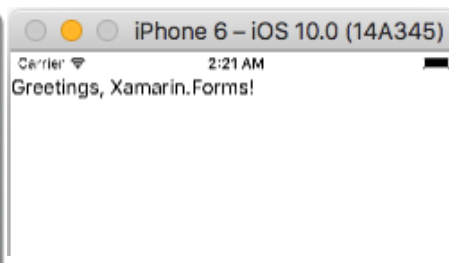 iPhone 6 – iOS 10.0 (14A345)
Carrier 2:21 AM
Greetings, Xamarin.Forms!